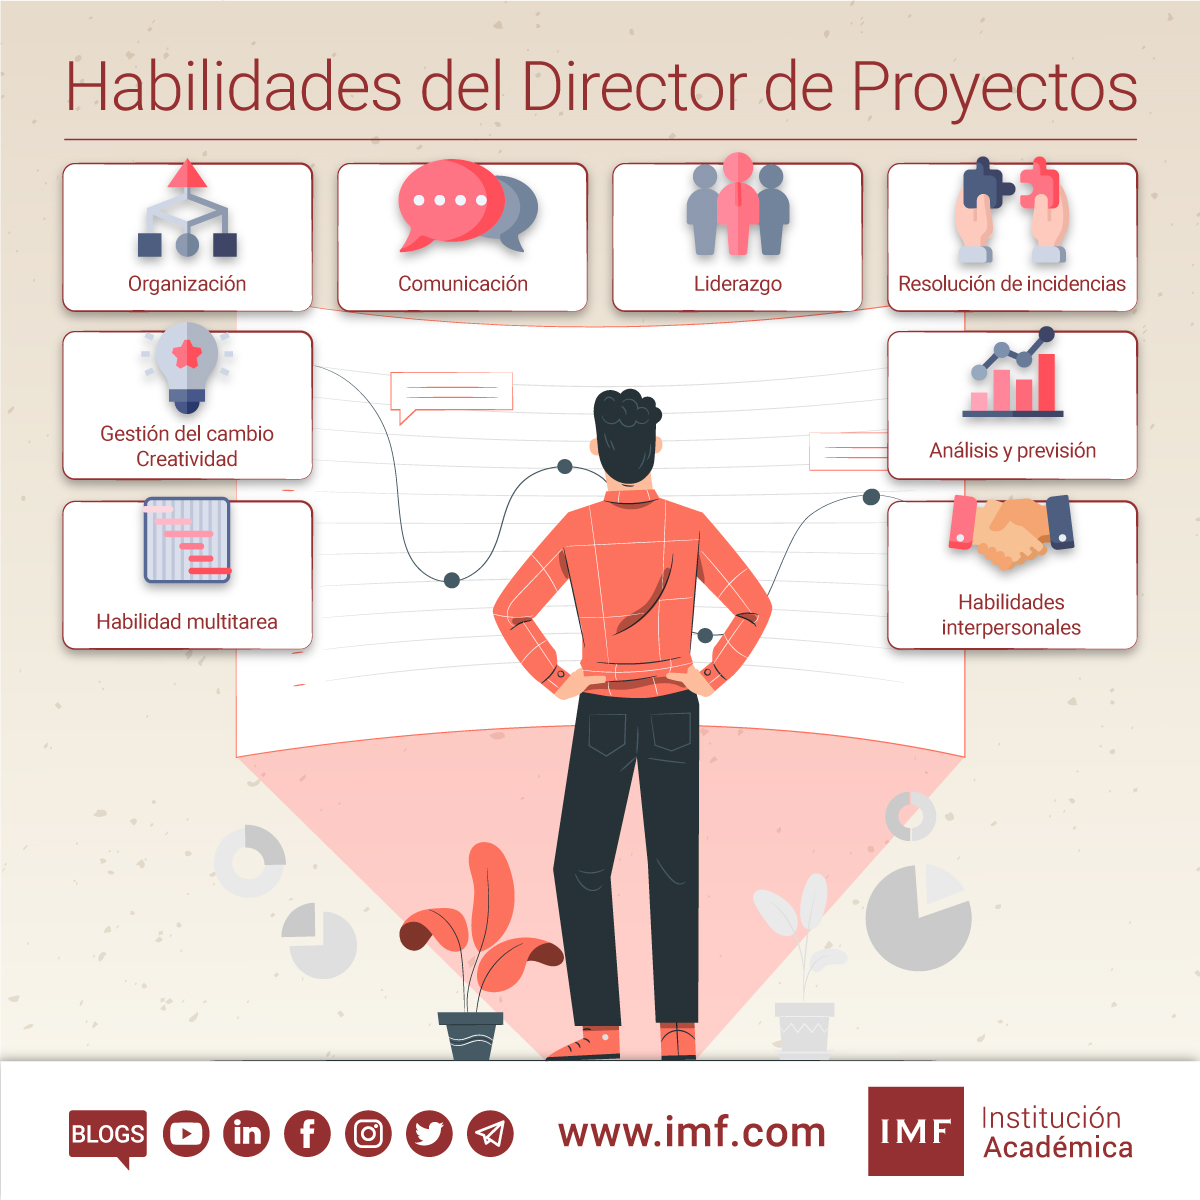 Habilidades del Director de Proyectos
Organización
Comunicación
Liderazgo
Resolución de incidencias
Gestión del cambio
Creatividad
Análisis y previsión
Habilidad multitarea
Habilidades
interpersonales
BLOGS
www.imf.com
IMF
Institución
Académica